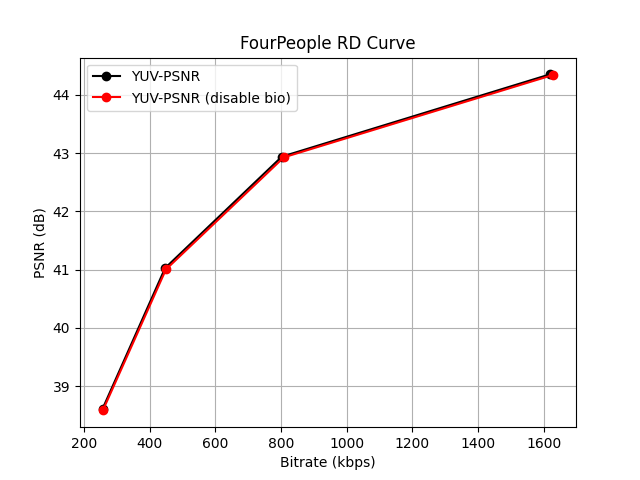 FourPeople RD Curve
YUV-PSNR
YUV-PSNR (disable bio)
PSNR (dB)
44
43
42
41
40
39
200 400 600 800 1000 1200 1400 1600
Bitrate (kbps)